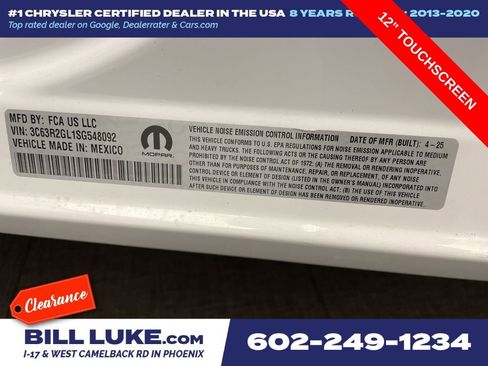 #1 CHRYSLER CERTIFIED DEALER IN THE USA 8 YEARS 2013-2020
Top rated dealer on Google, Dealerrater & Cars.com
12" TOUCHSCREEN
MFD BY: FCA US LLC
VIN: 3C63R2GL1SG548092
VEHICLE MADE IN: MEXICO
MOPAR
VEHICLE NOISE EMISSION CONTROL INFORMATION DATE OF MFR (BUILT): 4-25
THIS VEHICLE CONFORMS TO U.S. EPA REGULATIONS FOR NOISE EMISSION APPLICABLE TO MEDIUM
AND HEAVY TRUCKS. THE FOLLOWING ACTS OR CAUSING THEREOF BY ANY PERSON
ARE PROHIBITED BY THE NOISE CONTROL ACT OF 1972: (A) THE REMOVAL OR RENDERING INOPERATIVE,
OTHER THAN FOR PURPOSES OF MAINTENANCE, REPAIR, OR REPLACEMENT, OF ANY NOISE
CONTROL DEVICE OR ELEMENT OF DESIGN (LISTED IN THE OWNER'S MANUAL) INCORPORATED INTO
THIS VEHICLE IN COMPLIANCE WITH THE NOISE CONTROL ACT; (B) THE USE OF THIS VEHICLE
AFTER SUCH DEVICE OR ELEMENT OF DESIGN HAS BEEN REMOVED OR RENDERED INOPERATIVE.
Clearance
BILL LUKE.com
I-17 & WEST CAMELBACK RD IN PHOENIX
602-249-1234